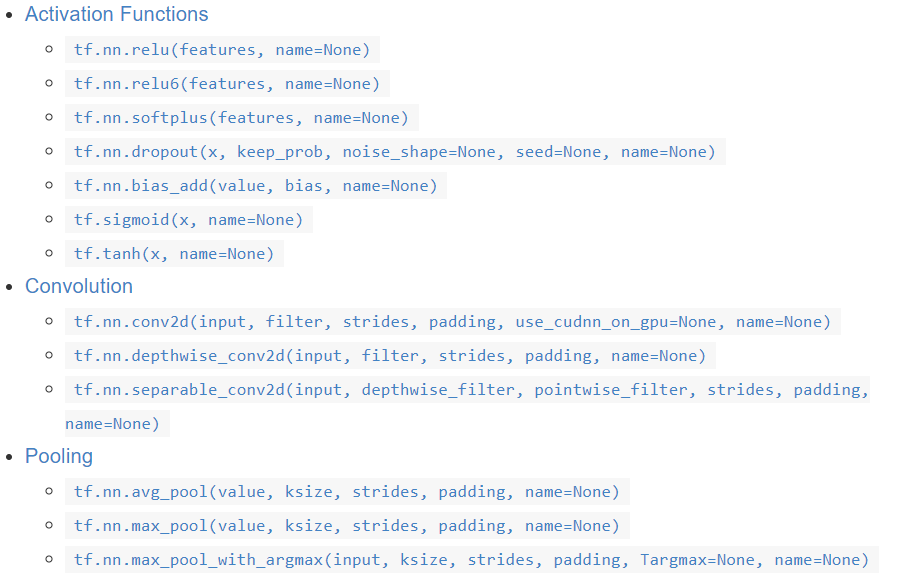 Activation Functions
tf.nn.relu(features, name=None)
tf.nn.relu6(features, name=None)
tf.nn.softplus(features, name=None)
tf.nn.dropout(x, keep_prob, noise_shape=None, seed=None, name=None)
tf.nn.bias_add(value, bias, name=None)
tf.sigmoid(x, name=None)
tf.tanh(x, name=None)
Convolution
tf.nn.conv2d(input, filter, strides, padding, use_cudnn_on_gpu=None, name=None)
tf.nn.depthwise_conv2d(input, filter, strides, padding, name=None)
tf.nn.separable_conv2d(input, depthwise_filter, pointwise_filter, strides, padding,
name=None)
Pooling
tf.nn.avg_pool(value, ksize, strides, padding, name=None)
tf.nn.max_pool(value, ksize, strides, padding, name=None)
tf.nn.max_pool_with_argmax(input, ksize, strides, padding, Targmax=None, name=None)